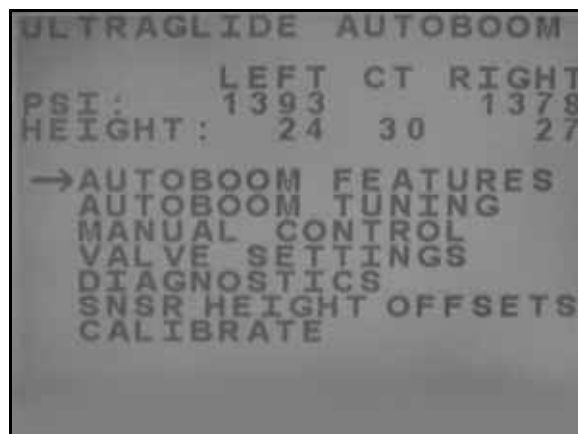 ULTRAGLIDE AUTOBOOM
LEFT CT RIGHT
PSI: 1393 1378
HEIGHT: 24 30 27
→AUTOBOOM FEATURES
AUTOBOOM TUNING
MANUAL CONTROL
VALVE SETTINGS
DIAGNOSTICS
SNSR HEIGHT OFFSETS
CALIBRATE